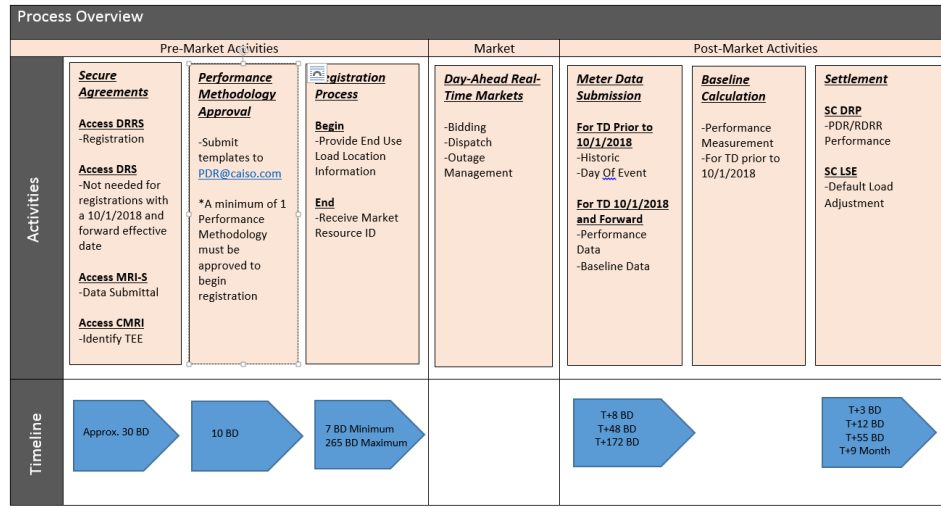 Process Overview
Pre-Market Activities
Market
Post-Market Activities
Activities
Secure
Agreements
Access DRRS
-Registration
Access DRS
-Not needed for
registrations with
a 10/1/2018 and
forward effective
date
Access MRI-S
-Data Submittal
Access CMRI
-Identify TEE
Performance
Methodology
Approval
-Submit
templates to
PDR@caiso.com
*A minimum of 1
Performance
Methodology
must be
approved to
begin
registration
Process
Begin
-Provide End Use
Load Location
Information
End
-Receive Market
Resource ID
Day-Ahead Real-
Time Markets
-Bidding
-Dispatch
-Outage
Management
Meter Data
Submission
For TD Prior to
10/1/2018
-Historic
-Day Of Event
For TD 10/1/2018
and Forward
-Performance
Data
-Baseline Data
Baseline
Calculation
-Performance
Measurement
-For TD prior to
10/1/2018
Settlement
SC DRP
-PDR/RDRR
Performance
SC LSE
-Default Load
Adjustment
Timeline
Approx. 30 BD
10 BD
7 BD Minimum
265 BD Maximum
T+8 BD
T+48 BD
T+172 BD
T+3 BD
T+12 BD
T+55 BD
T+9 Month